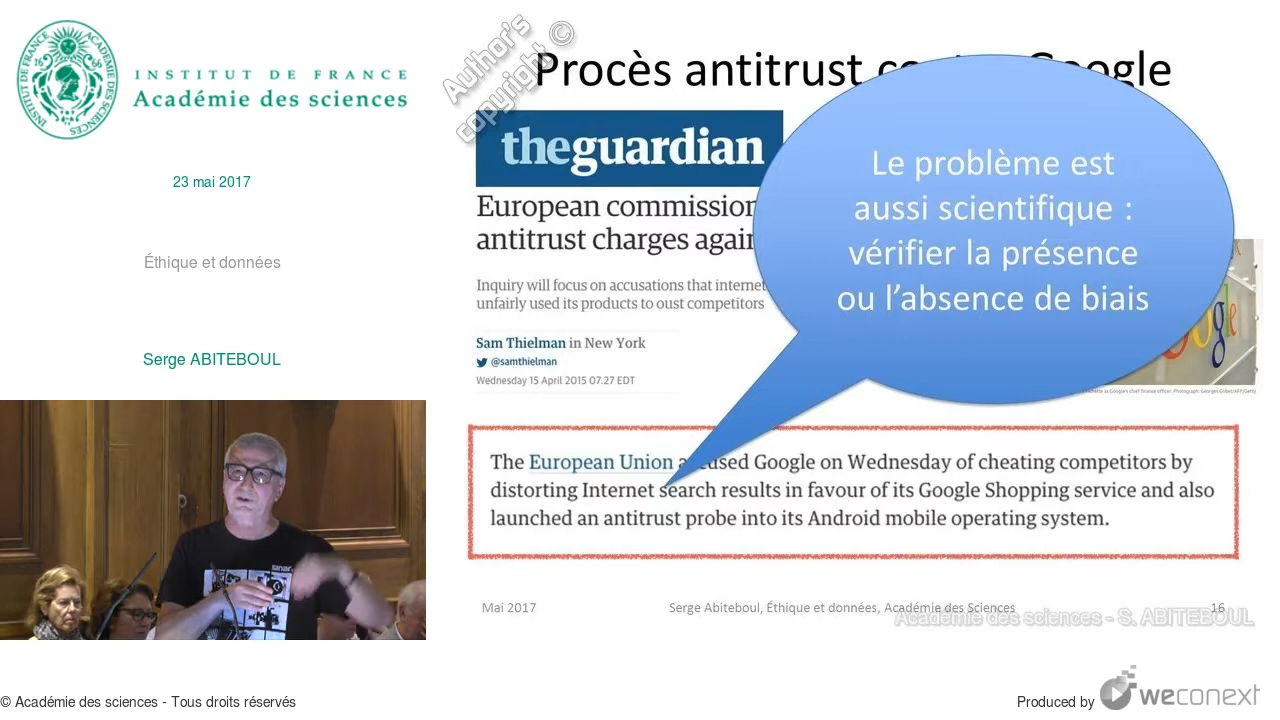 INSTITUT DE FRANCE
Académie des sciences
23 mai 2017
Éthique et données
Serge ABITEBOUL
Author's
copyright ©
Procès antitrust
theguardian
European commission
antitrust charges
Inquiry will focus on accusations that internet
unfairly used its products to oust competitors
Sam Thielman in New York
@samthielman
Wednesday 15 April 2015 07.27 EDT
Le problème est
aussi scientifique :
vérifier la présence
ou l'absence de biais
The European Union accused Google on Wednesday of cheating competitors by
distorting Internet search results in favour of its Google Shopping service and also
launched an antitrust probe into its Android mobile operating system.
Mai 2017
Serge Abiteboul, Éthique et données, Académie des Sciences
16
Académie des sciences - S. ABITEBOUL
© Académie des sciences - Tous droits réservés
Produced by
weconext